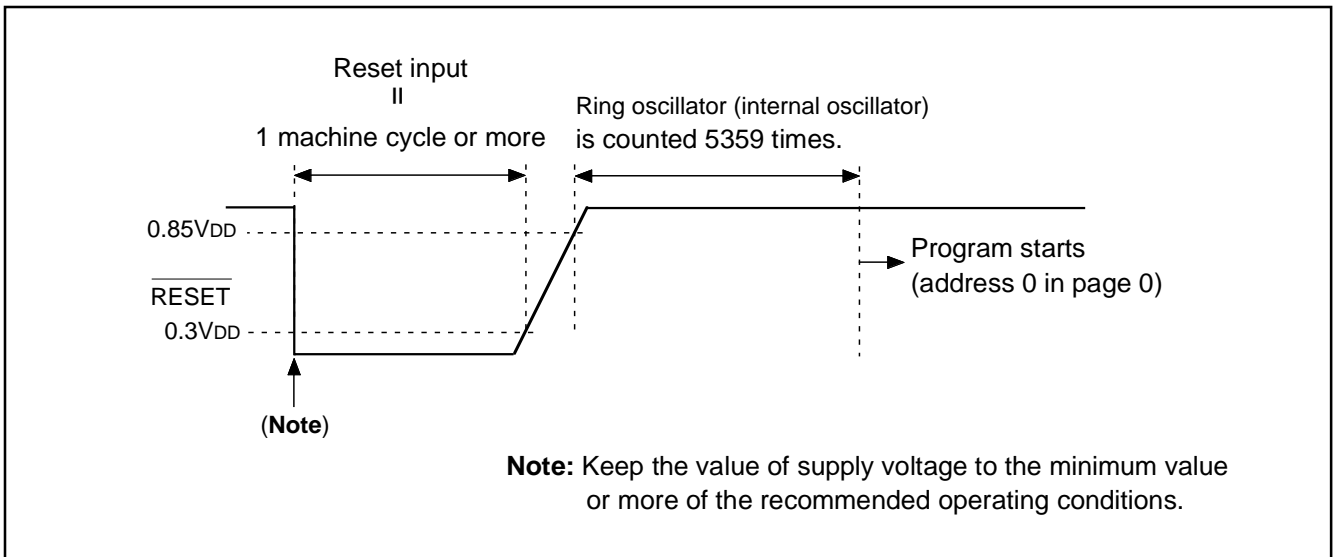 Reset input
=
1 machine cycle or more
Ring oscillator (internal oscillator)
is counted 5359 times.
0.85VDD
Program starts
(address 0 in page 0)
RESET
0.3VDD
(Note)
Note: Keep the value of supply voltage to the minimum value
or more of the recommended operating conditions.